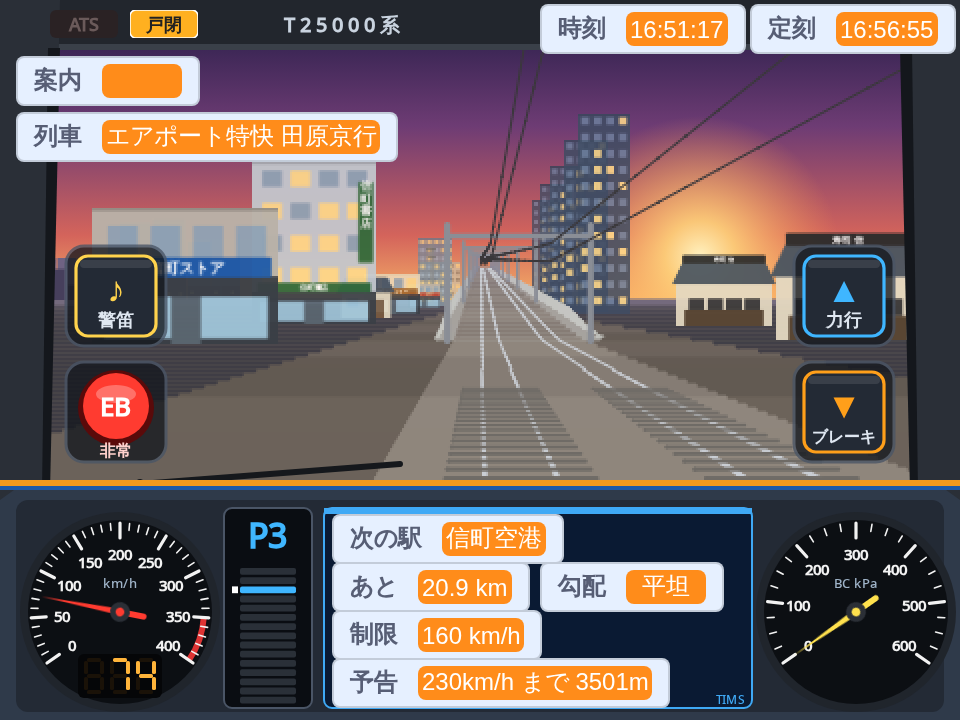 ATS 戸閉 T25000系 時刻 16:51:17 定刻 16:56:55
案内
列車 エアポート特快 田原京行
町ストア
♪ 警笛
EB 非常
▲ 力行
▼ ブレーキ
0 50 100 150 200 250 300 350 400 km/h
74
P3
次の駅 信町空港
あと 20.9 km 勾配 平坦
制限 160 km/h
予告 230km/h まで 3501m
TIMS
0 100 200 300 400 500 600 BC kPa